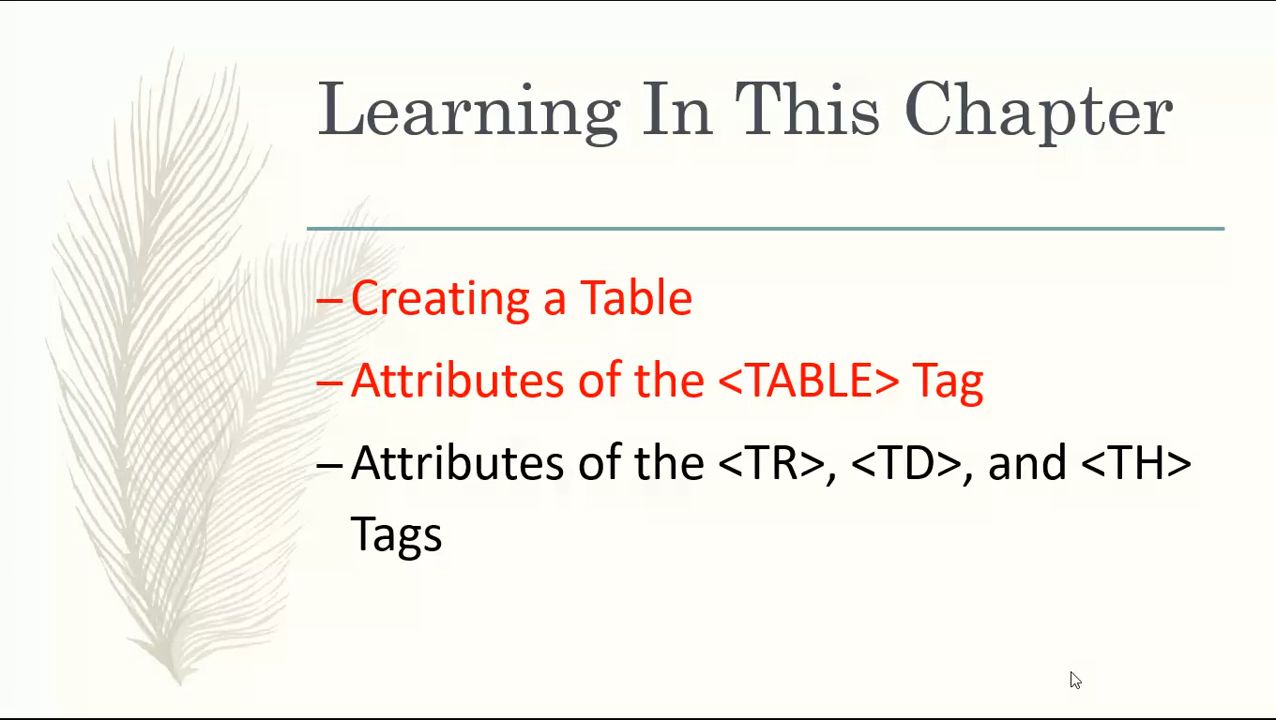 Learning In This Chapter
–Creating a Table
–Attributes of the <TABLE> Tag
–Attributes of the <TR>, <TD>, and <TH>
Tags